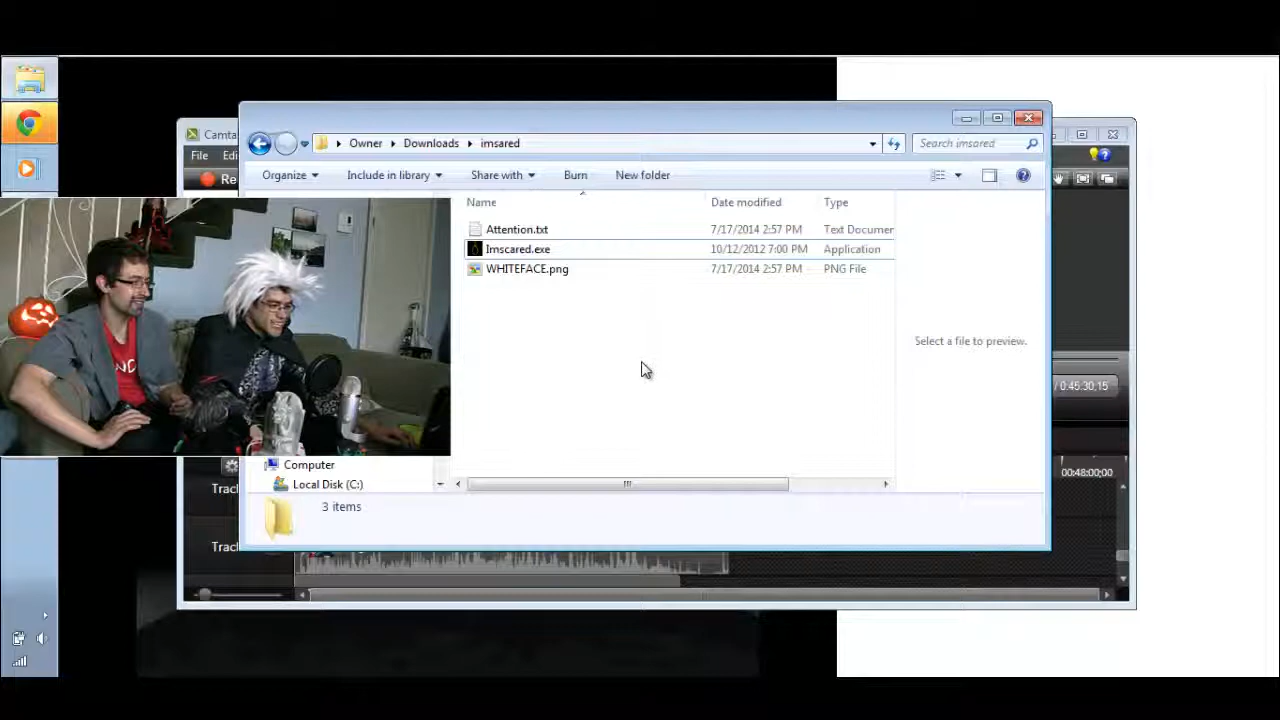 Camta
Owner Downloads imsared
Search imsared
File Edi
Organize Include in library Share with Burn New folder
Re
Name Date modified Type
Attention.txt 7/17/2014 2:57 PM Text Documen
Imscared.exe 10/12/2012 7:00 PM Application
WHITEFACE.png 7/17/2014 2:57 PM PNG File
Select a file to preview.
/ 0:45:30;15
Computer
Local Disk (C:)
00:48:00;00
Track
3 items
Track